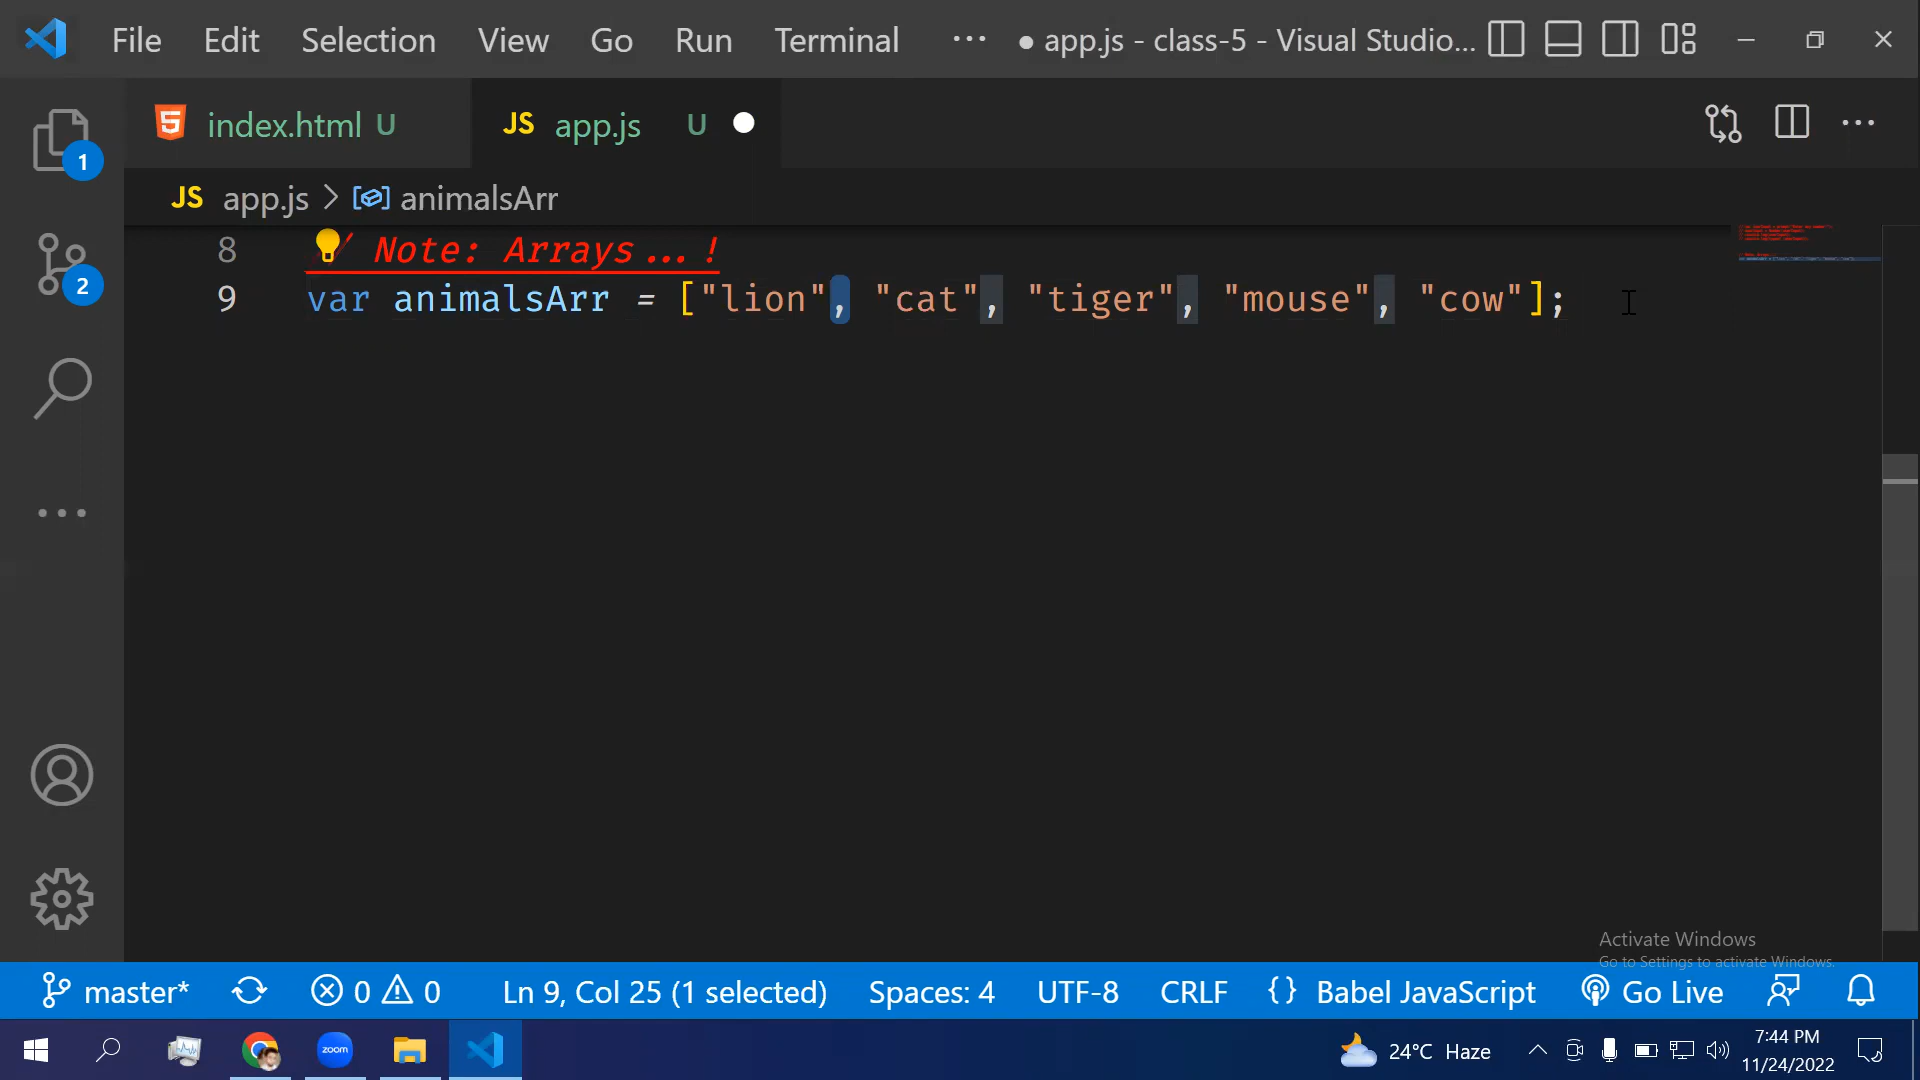 File Edit Selection View Go Run Terminal ... ● app.js - class-5 - Visual Studio...
index.html U JS app.js U
JS app.js > animalsArr
8 Note: Arrays...!
9 var animalsArr = ["lion", "cat", "tiger", "mouse", "cow"];
1
2
Activate Windows
Go to Settings to activate Windows.
master* 0 0 Ln 9, Col 25 (1 selected) Spaces: 4 UTF-8 CRLF {} Babel JavaScript Go Live
zoom 24°C Haze 7:44 PM
11/24/2022